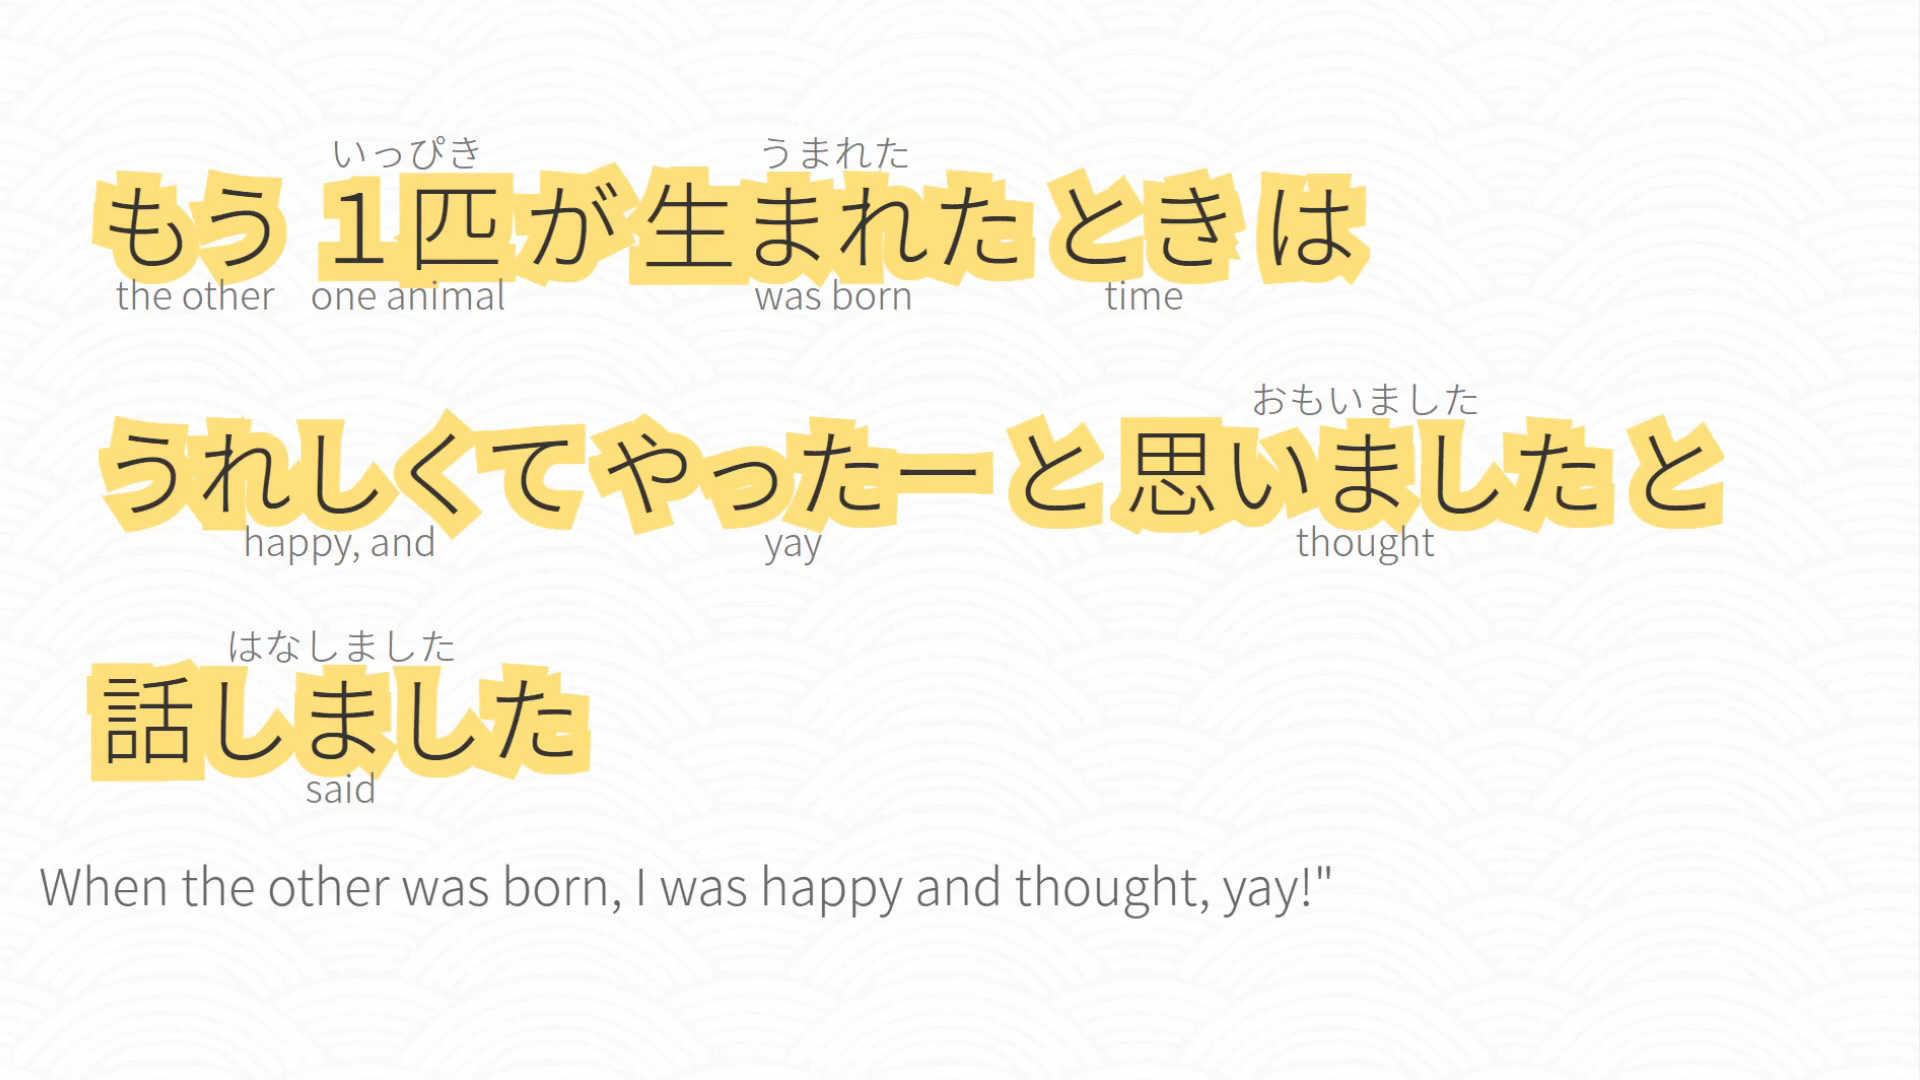 いっぴき うまれた
もう 1匹が生まれたときは
the other one animal was born time
おもいました
うれしくてやったーと思いましたと
happy, and yay thought
はなしました
話しました
said
When the other was born, I was happy and thought, yay!"